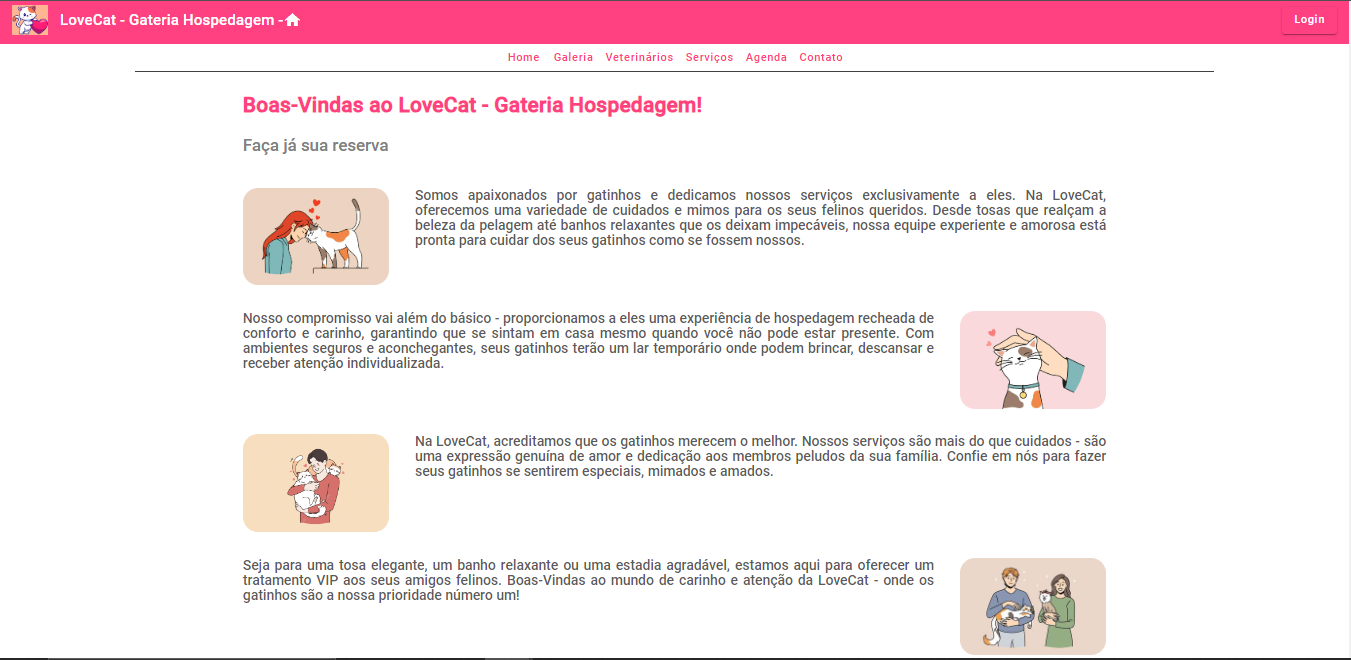 LoveCat - Gateria Hospedagem -
Login
Home Galeria Veterinários Serviços Agenda Contato
Boas-Vindas ao LoveCat - Gateria Hospedagem!
Faça já sua reserva
Somos apaixonados por gatinhos e dedicamos nossos serviços exclusivamente a eles. Na LoveCat,
oferecemos uma variedade de cuidados e mimos para os seus felinos queridos. Desde tosas que realçam a
beleza da pelagem até banhos relaxantes que os deixam impecáveis, nossa equipe experiente e amorosa está
pronta para cuidar dos seus gatinhos como se fossem nossos.
Nosso compromisso vai além do básico - proporcionamos a eles uma experiência de hospedagem recheada de
conforto e carinho, garantindo que se sintam em casa mesmo quando você não pode estar presente. Com
ambientes seguros e aconchegantes, seus gatinhos terão um lar temporário onde podem brincar, descansar e
receber atenção individualizada.
Na LoveCat, acreditamos que os gatinhos merecem o melhor. Nossos serviços são mais do que cuidados - são
uma expressão genuína de amor e dedicação aos membros peludos da sua família. Confie em nós para fazer
seus gatinhos se sentirem especiais, mimados e amados.
Seja para uma tosa elegante, um banho relaxante ou uma estadia agradável, estamos aqui para oferecer um
tratamento VIP aos seus amigos felinos. Boas-Vindas ao mundo de carinho e atenção da LoveCat - onde os
gatinhos são a nossa prioridade número um!